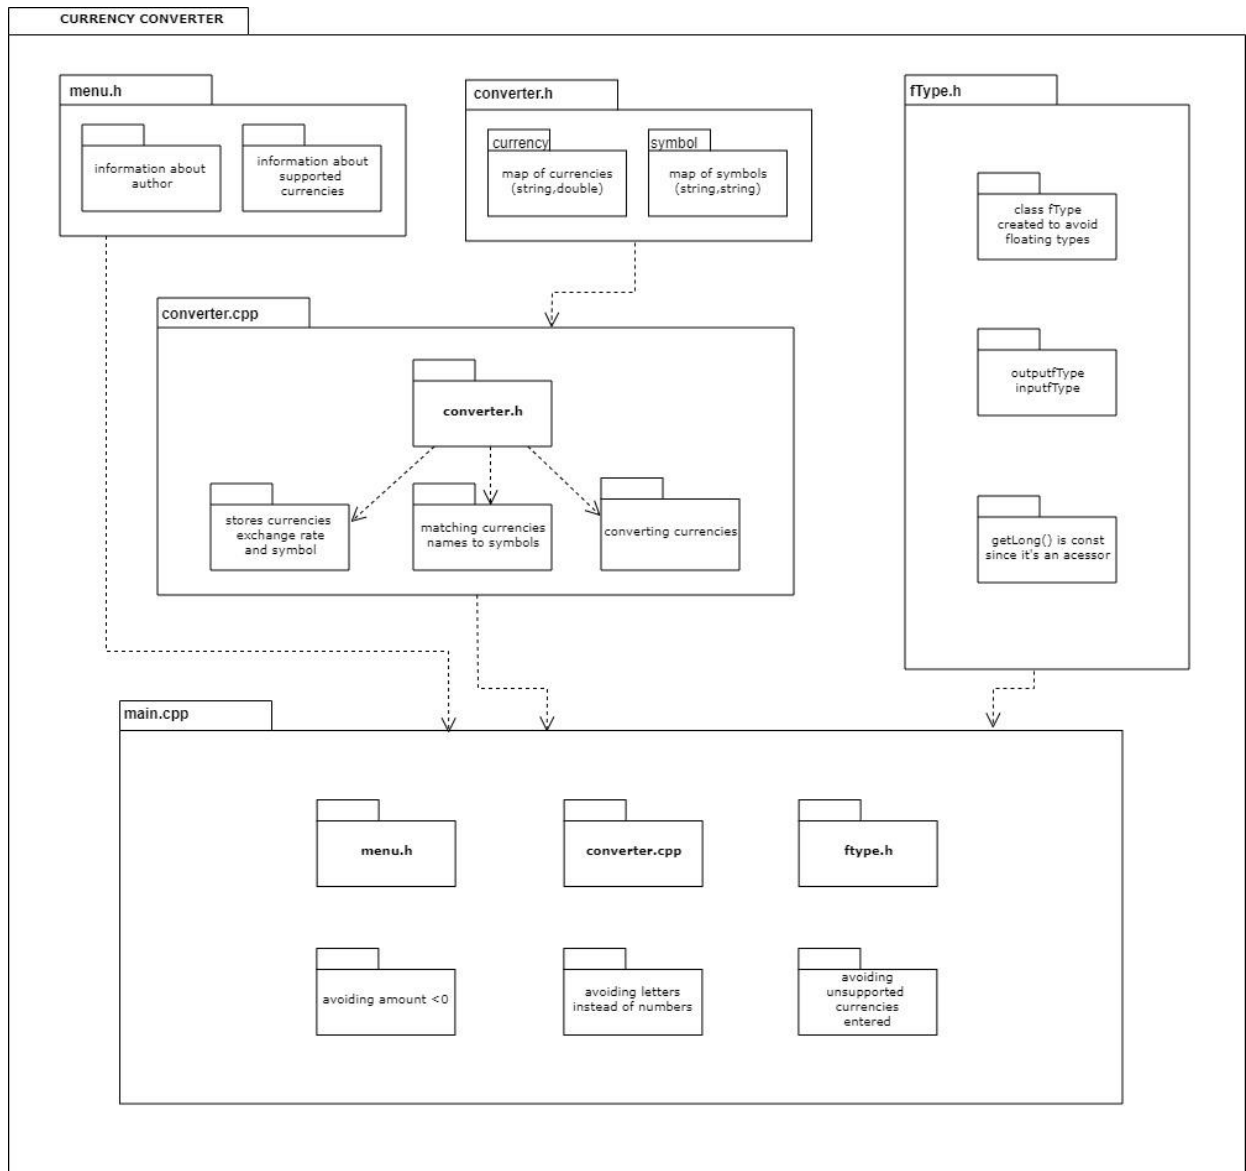 CURRENCY CONVERTER
menu.h
information about
author
information about
supported
currencies
converter.h
currency
map of currencies
(string,double)
symbol
map of symbols
(string,string)
fType.h
class fType
created to avoid
floating types
outputfType
inputfType
getLong() is const
since it's an acessor
converter.cpp
converter.h
stores currencies
exchange rate
and symbol
matching currencies
names to symbols
converting currencies
main.cpp
menu.h
converter.cpp
ftype.h
avoiding amount <0
avoiding letters
instead of numbers
avoiding
unsupported
currencies
entered